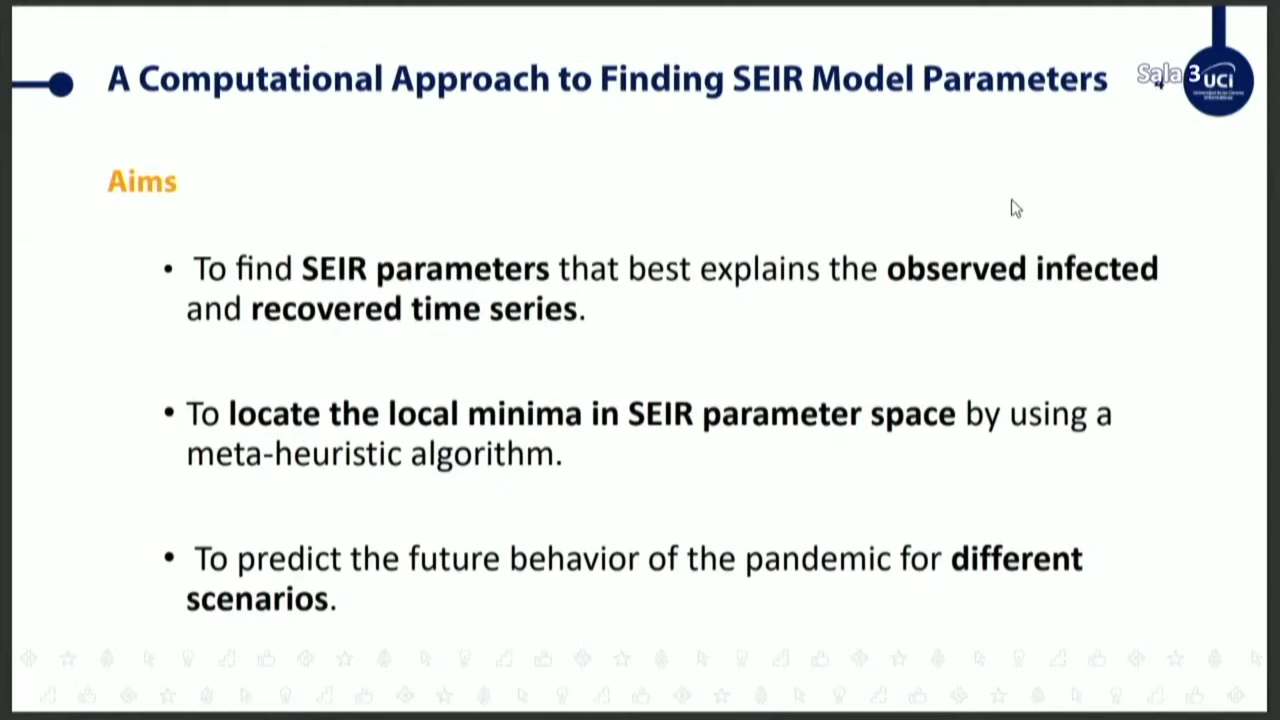 A Computational Approach to Finding SEIR Model Parameters
Sala 3
UCi
Aims
• To find SEIR parameters that best explains the observed infected
and recovered time series.
• To locate the local minima in SEIR parameter space by using a
meta-heuristic algorithm.
• To predict the future behavior of the pandemic for different
scenarios.